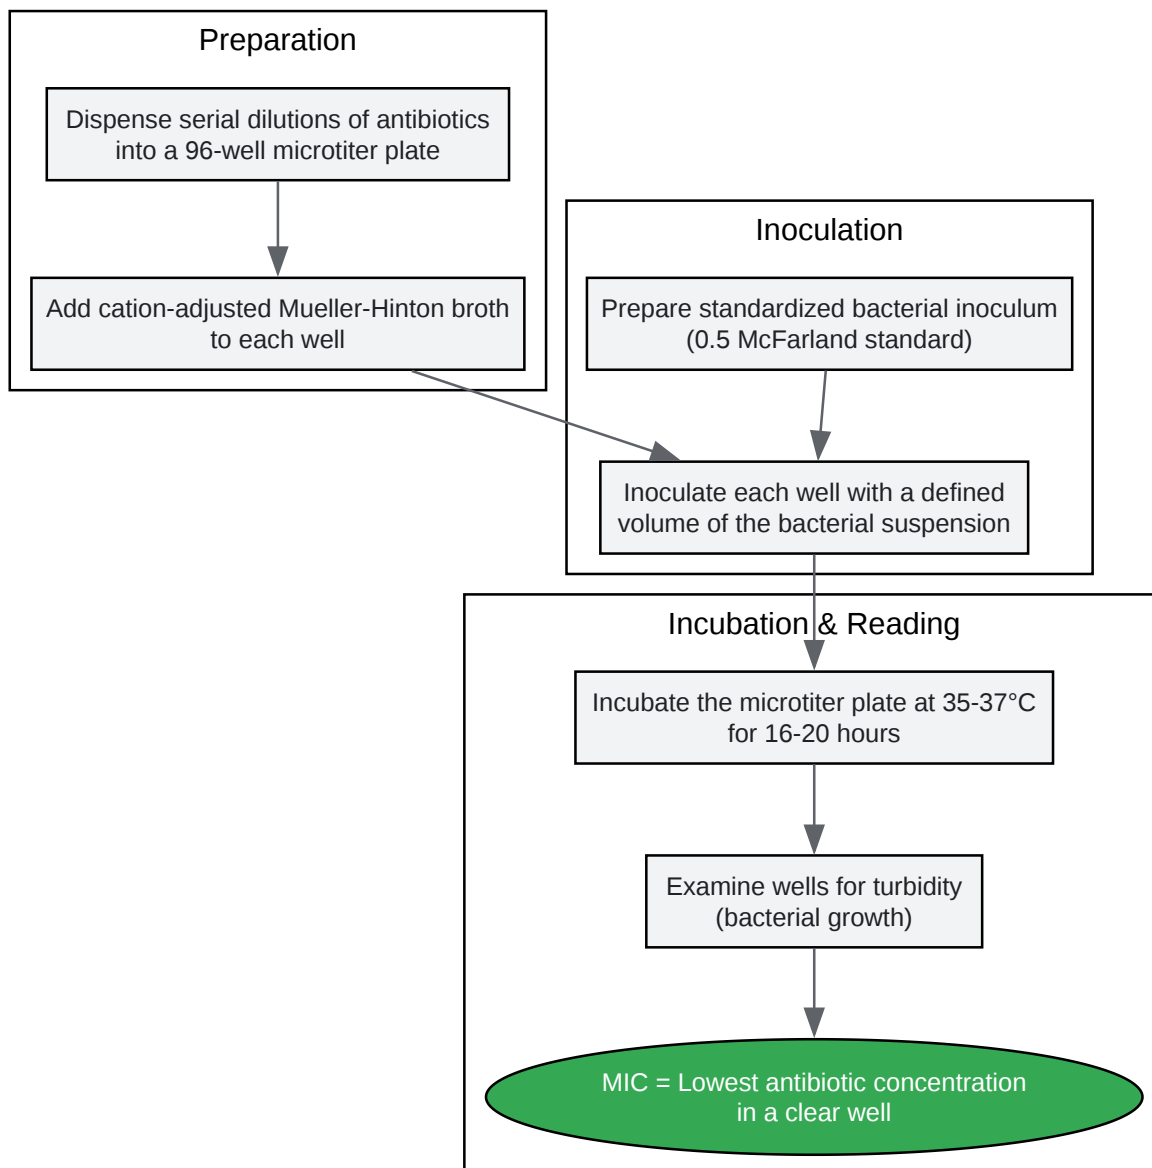 Preparation
Dispense serial dilutions of antibiotics
into a 96-well microtiter plate
Add cation-adjusted Mueller-Hinton broth
to each well
Inoculation
Prepare standardized bacterial inoculum
(0.5 McFarland standard)
Inoculate each well with a defined
volume of the bacterial suspension
Incubation & Reading
Incubate the microtiter plate at 35-37°C
for 16-20 hours
Examine wells for turbidity
(bacterial growth)
MIC = Lowest antibiotic concentration
in a clear well